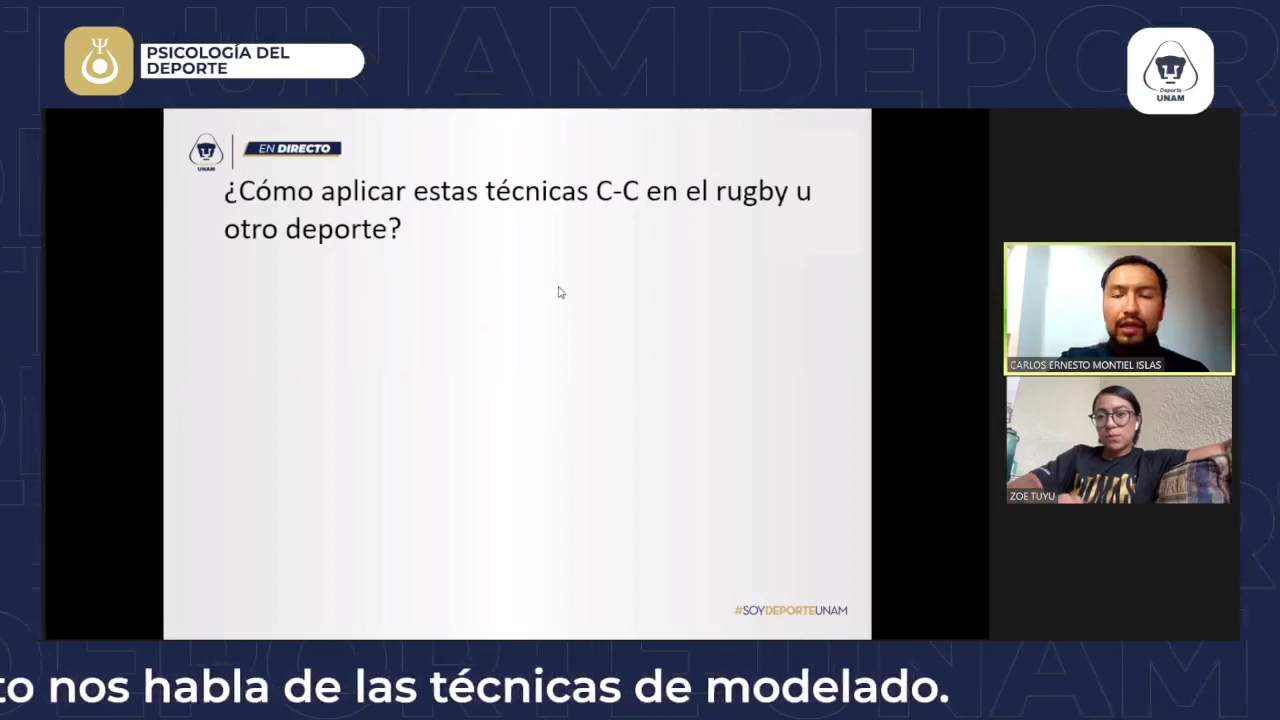 PSICOLOGÍA DEL
DEPORTE
Deporte
UNAM
UNAM
EN DIRECTO
¿Cómo aplicar estas técnicas C-C en el rugby u
otro deporte?
CARLOS ERNESTO MONTIEL ISLAS
ZOE TUYU
#SOYDEPORTEUNAM
to nos habla de las técnicas de modelado.